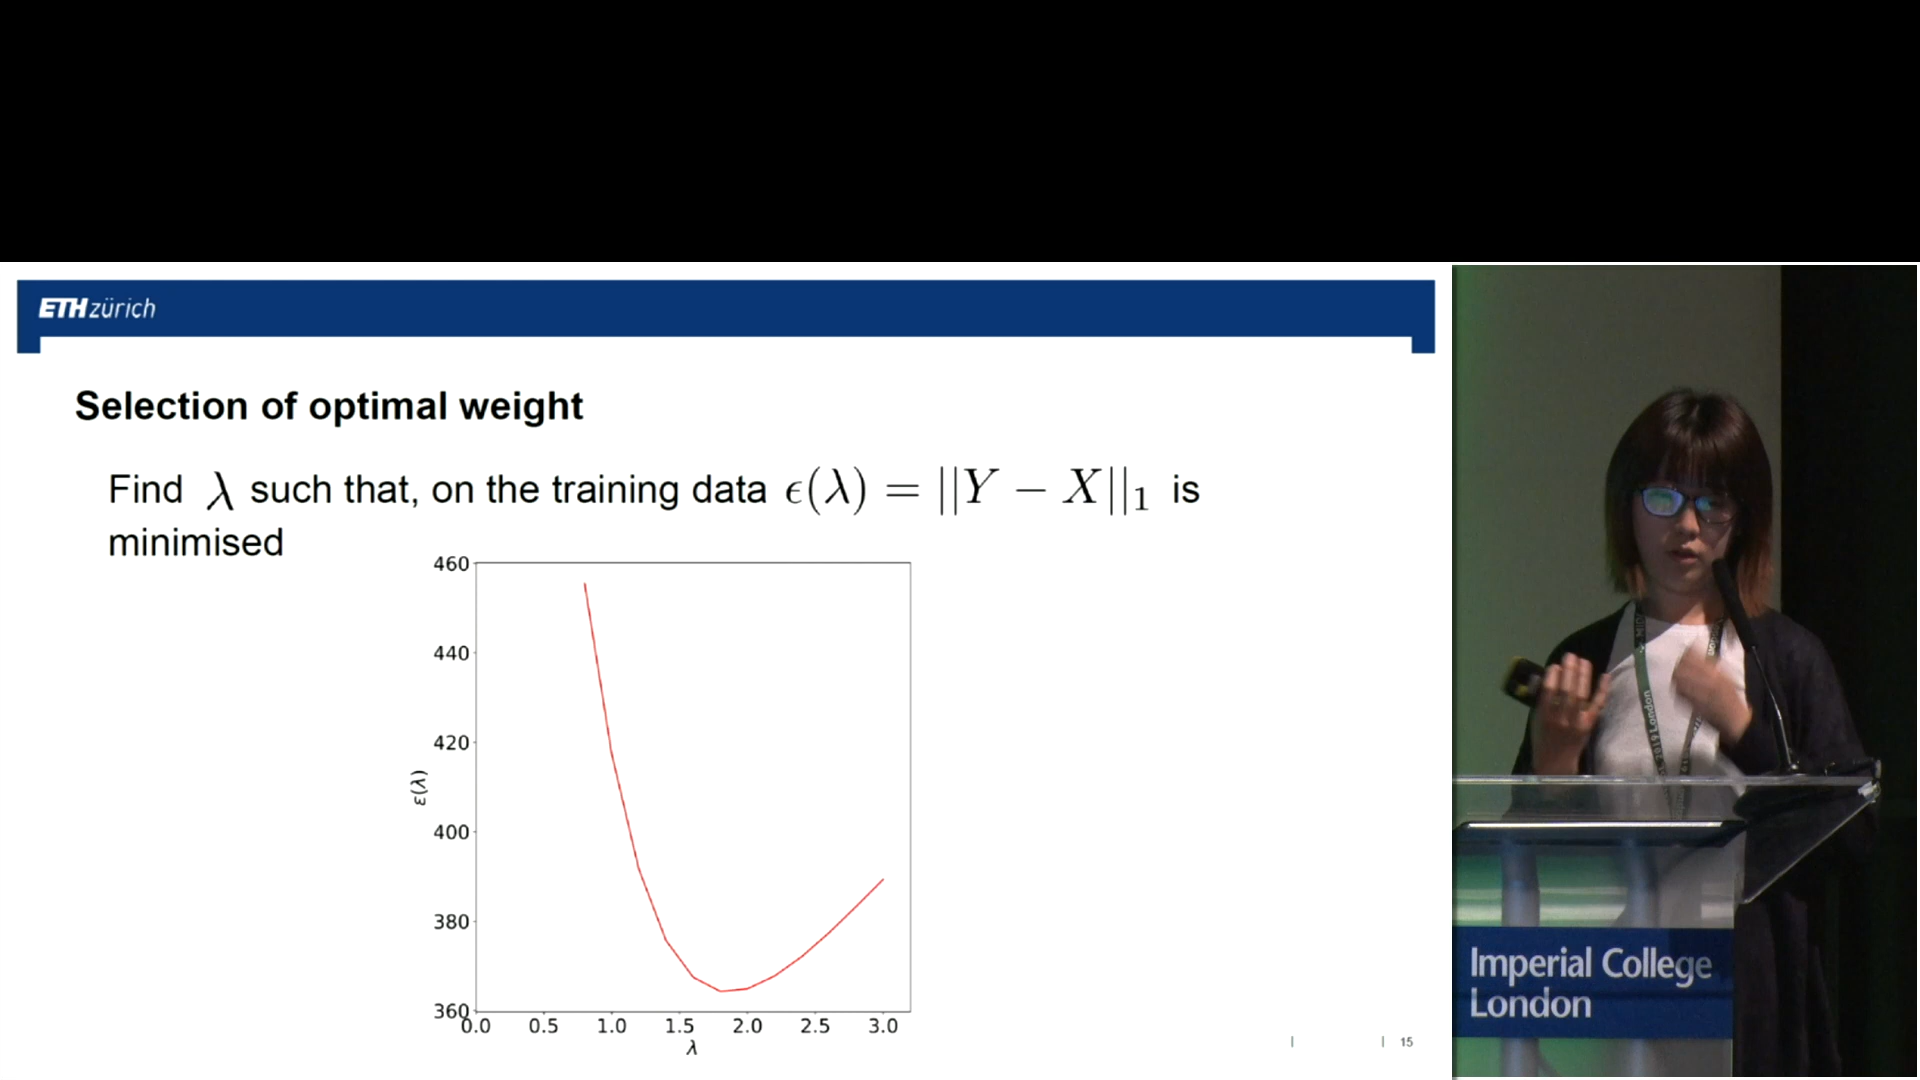 ETH zürich
Selection of optimal weight
Find λ such that, on the training data ϵ(λ) = ||Y − X||₁ is
minimised
460
440
420
400
380
360
ε(λ)
0.0 0.5 1.0 1.5 2.0 2.5 3.0
λ
15
2019 London
Imperial College
London